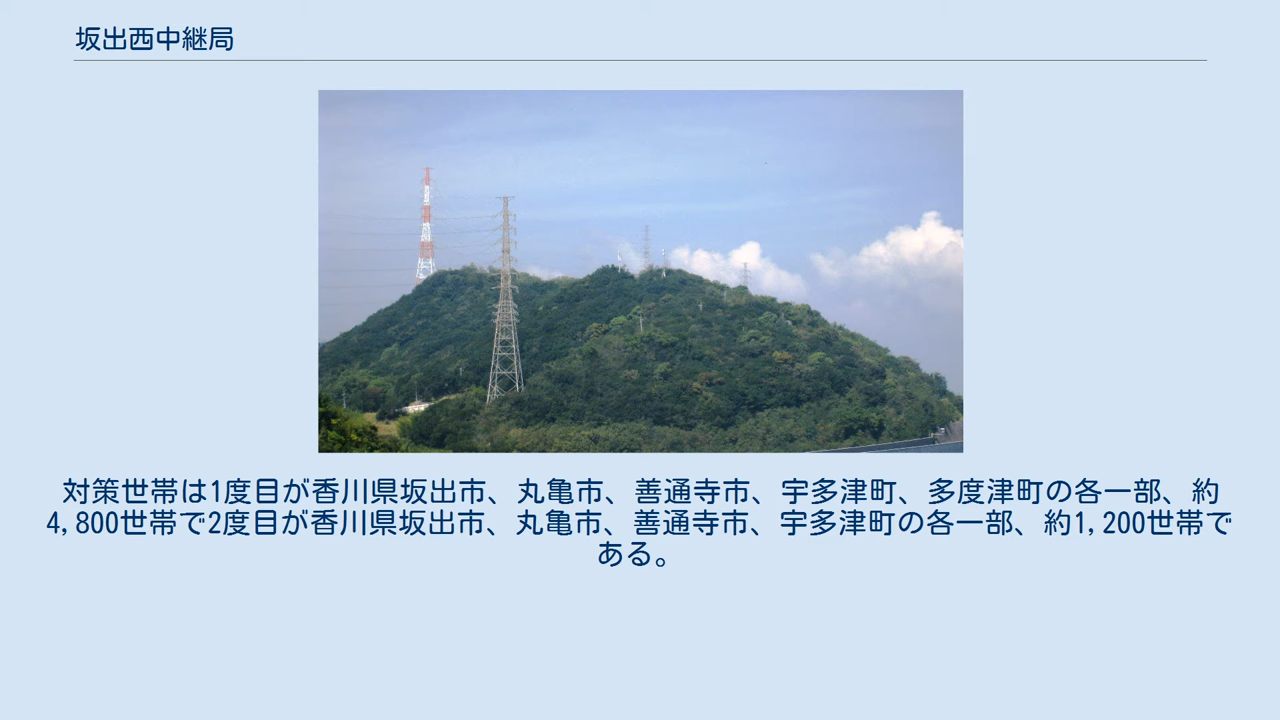 坂出西中継局
対策世帯は1度目が香川県坂出市、丸亀市、善通寺市、宇多津町、多度津町の各一部、約
4,800世帯で2度目が香川県坂出市、丸亀市、善通寺市、宇多津町の各一部、約1,200世帯で
ある。